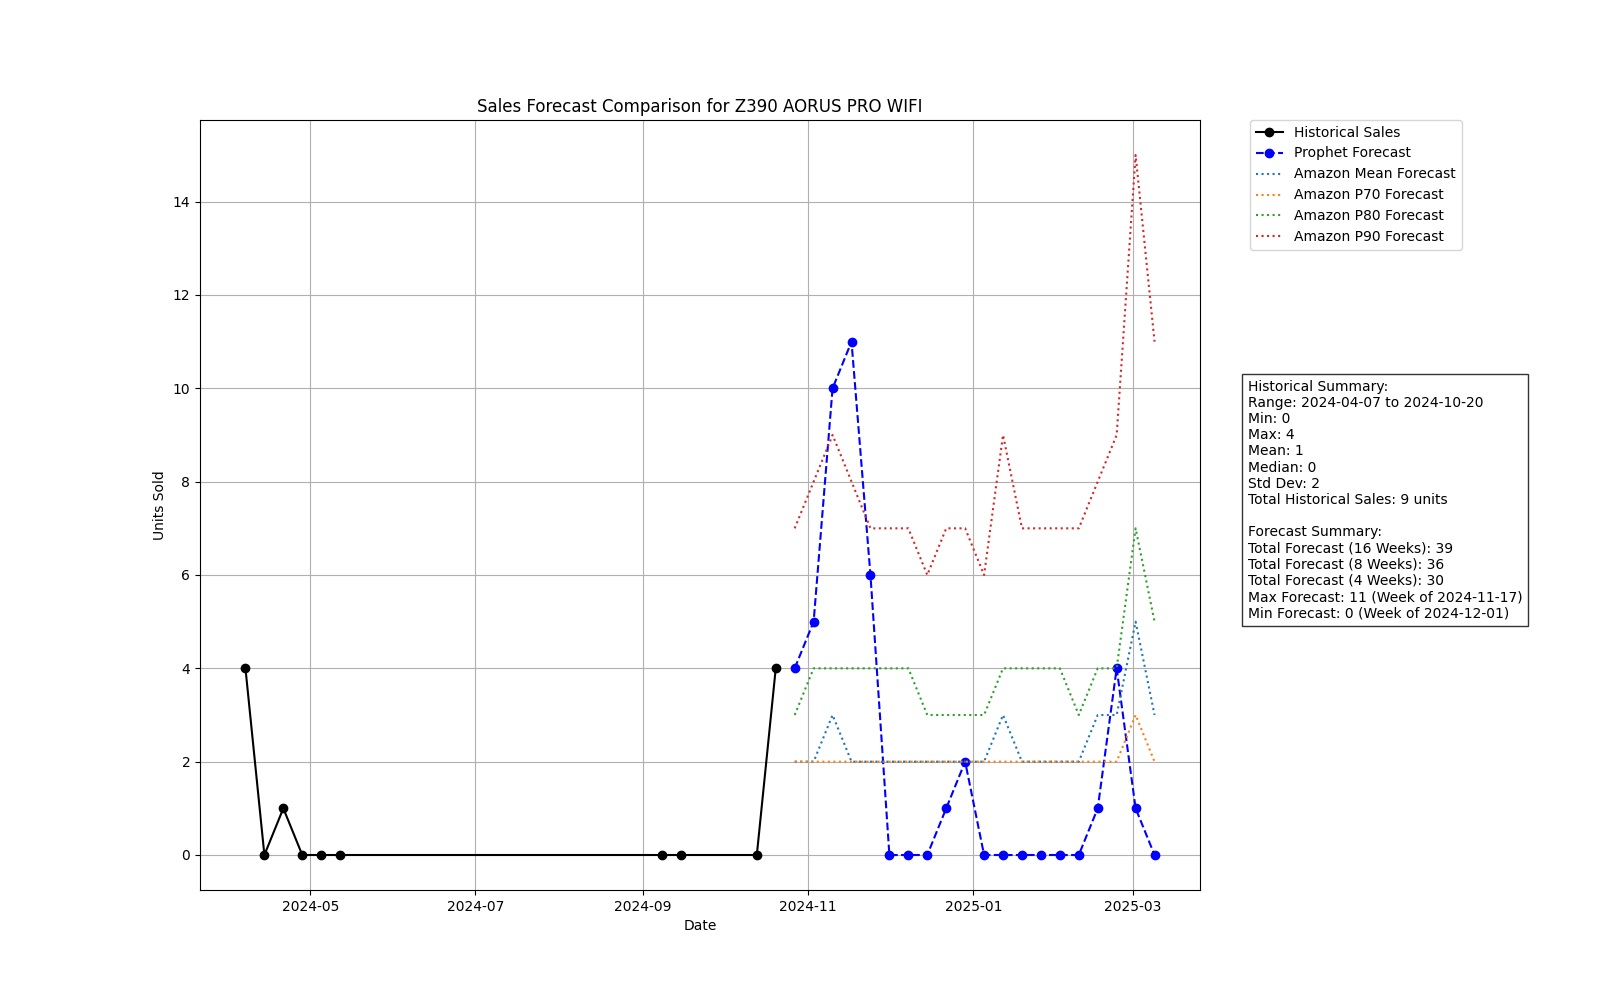 Sales Forecast Comparison for Z390 AORUS PRO WIFI
Historical Sales
Prophet Forecast
Amazon Mean Forecast
Amazon P70 Forecast
Amazon P80 Forecast
Amazon P90 Forecast
14
12
10
8
6
4
2
0
Units Sold
2024-05
2024-07
2024-09
2024-11
2025-01
2025-03
Date
Historical Summary:
Range: 2024-04-07 to 2024-10-20
Min: 0
Max: 4
Mean: 1
Median: 0
Std Dev: 2
Total Historical Sales: 9 units
Forecast Summary:
Total Forecast (16 Weeks): 39
Total Forecast (8 Weeks): 36
Total Forecast (4 Weeks): 30
Max Forecast: 11 (Week of 2024-11-17)
Min Forecast: 0 (Week of 2024-12-01)